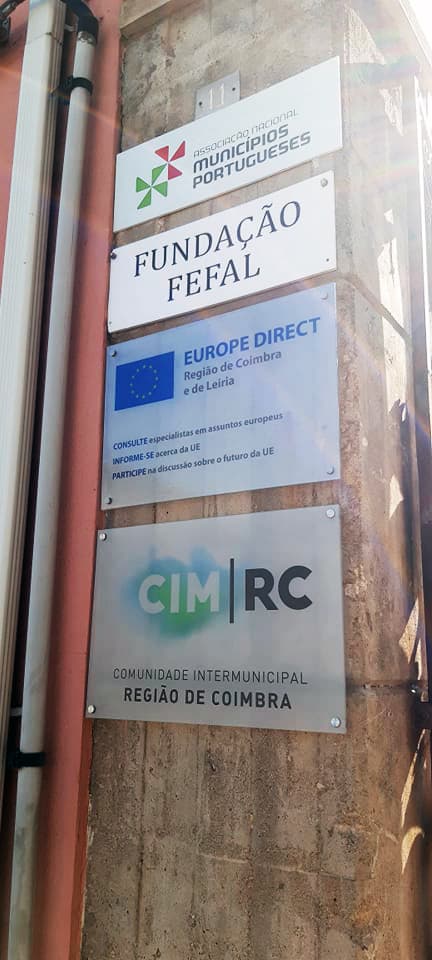 11
ASSOCIAÇÃO NACIONAL
MUNICÍPIOS
PORTUGUESES
FUNDAÇÃO
FEFAL
EUROPE DIRECT
Região de Coimbra
e de Leiria
CONSULTE especialistas em assuntos europeus
INFORME-SE acerca da UE
PARTICIPE na discussão sobre o futuro da UE
CIM|RC
COMUNIDADE INTERMUNICIPAL
REGIÃO DE COIMBRA